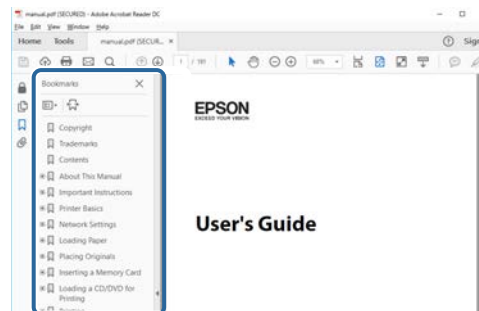 manual.pdf (SECURED) - Adobe Acrobat Reader DC
File Edit View Window Help
Home Tools manual.pdf (SECUR... ×
Sign
1 / 191
Bookmarks
Copyright
Trademarks
Contents
About This Manual
Important Instructions
Printer Basics
Network Settings
Loading Paper
Placing Originals
Inserting a Memory Card
Loading a CD/DVD for
Printing
Printing
EPSON
EXCEED YOUR VISION
User's Guide